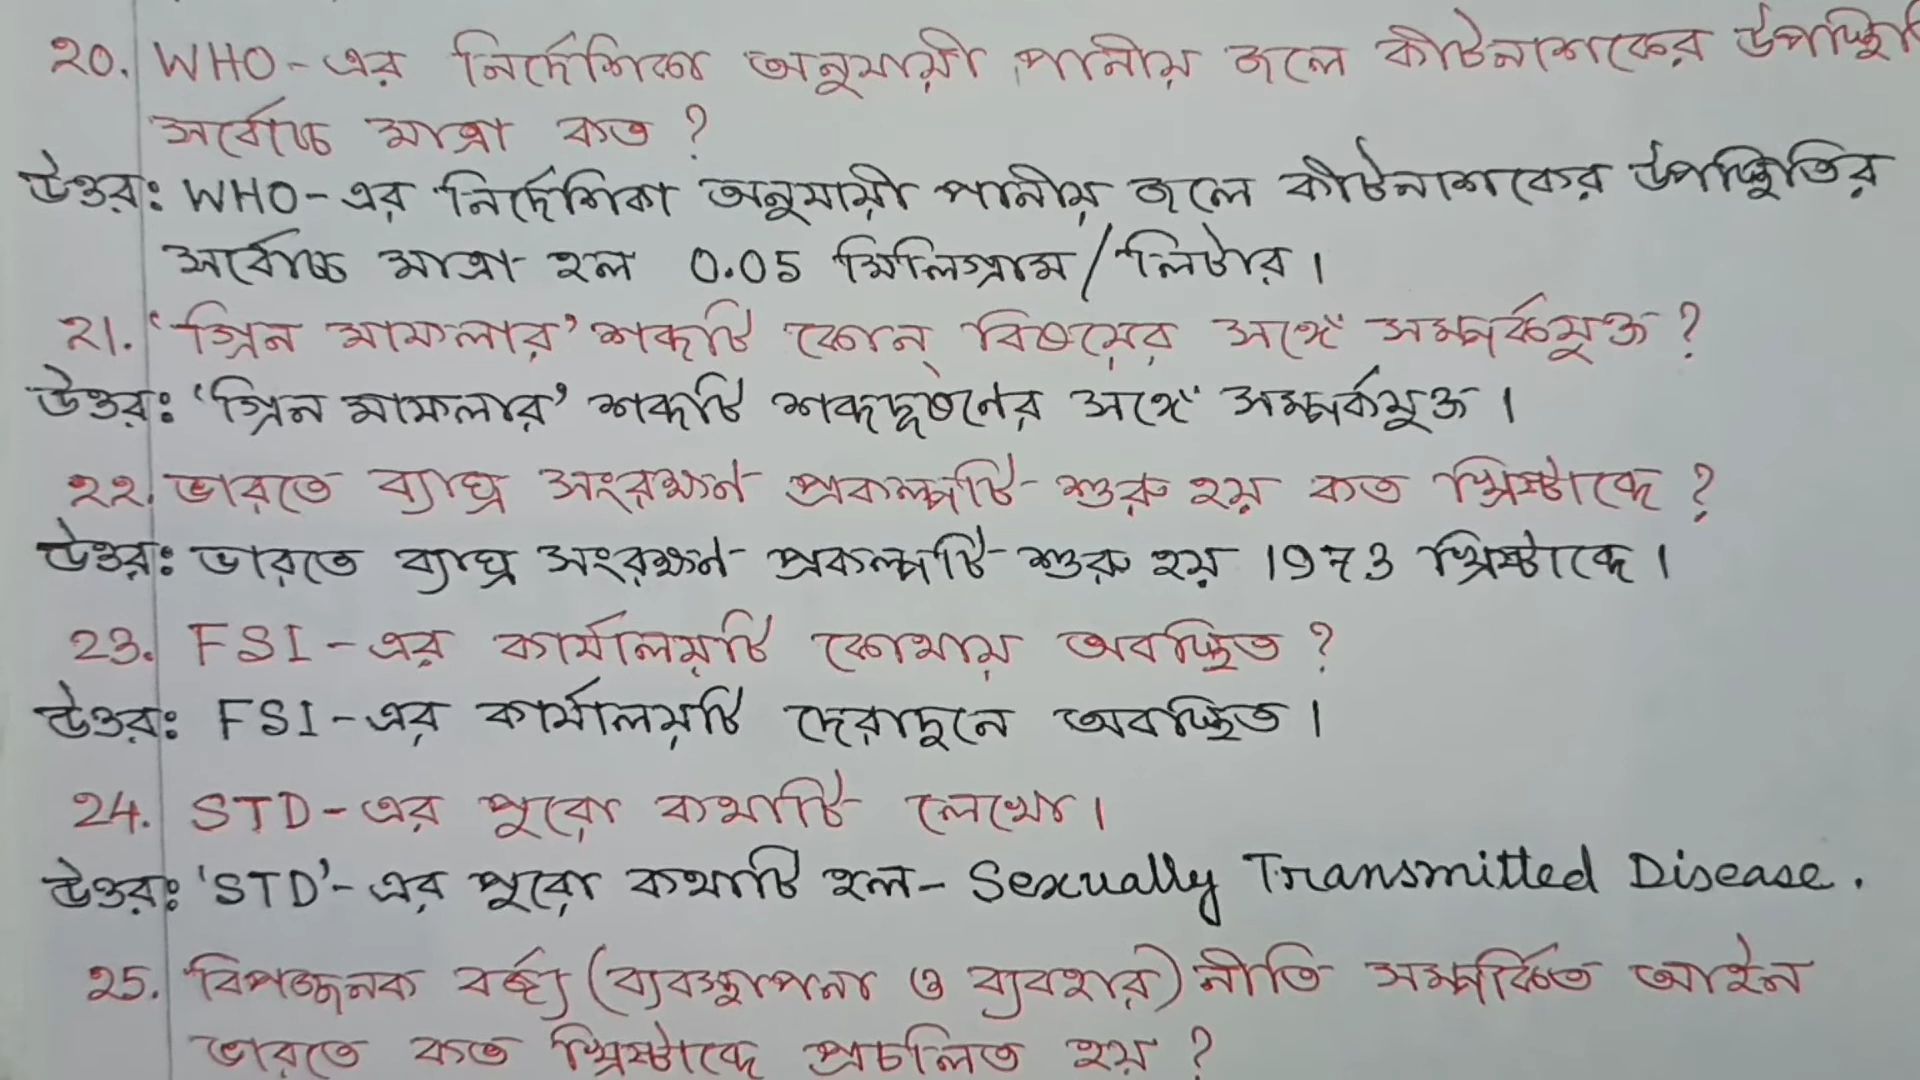 20. WHO-এর নির্দেশিকা অনুযায়ী পানীয় জলে কীটনাশকের
সর্বোচ্চ মাত্রা কত?
উত্তর: WHO-এর নির্দেশিকা অনুযায়ী পানীয় জলে কীটনাশকের উপস্থিতির
সর্বোচ্চ মাত্রা হল 0.05 মিলিগ্রাম/লিটার।
২1. 'গ্রিন মাফলার' শব্দটি কোন্ বিষয়ের সঙ্গে সম্পর্কযুক্ত?
উত্তর: 'গ্রিন মাফলার' শব্দটি শব্দদূষণের সঙ্গে সম্পর্কযুক্ত।
২২. ভারতে ব্যাঘ্র সংরক্ষণ প্রকল্পটি শুরু হয় কত খ্রিস্টাব্দে?
উত্তর: ভারতে ব্যাঘ্র সংরক্ষণ প্রকল্পটি শুরু হয় 1973 খ্রিস্টাব্দে।
23. FSI-এর কার্যালয়টি কোথায় অবস্থিত?
উত্তর: FSI-এর কার্যালয়টি দেরাদুনে অবস্থিত।
24. STD-এর পুরো কথাটি লেখো।
উত্তর: 'STD'-এর পুরো কথাটি হল- Sexually Transmitted Disease.
২5. বিপজ্জনক বর্জ্য (ব্যবস্থাপনা ও ব্যবহার) নীতি সম্পর্কিত আইন
ভারতে কত খ্রিস্টাব্দে প্রচলিত হয়?